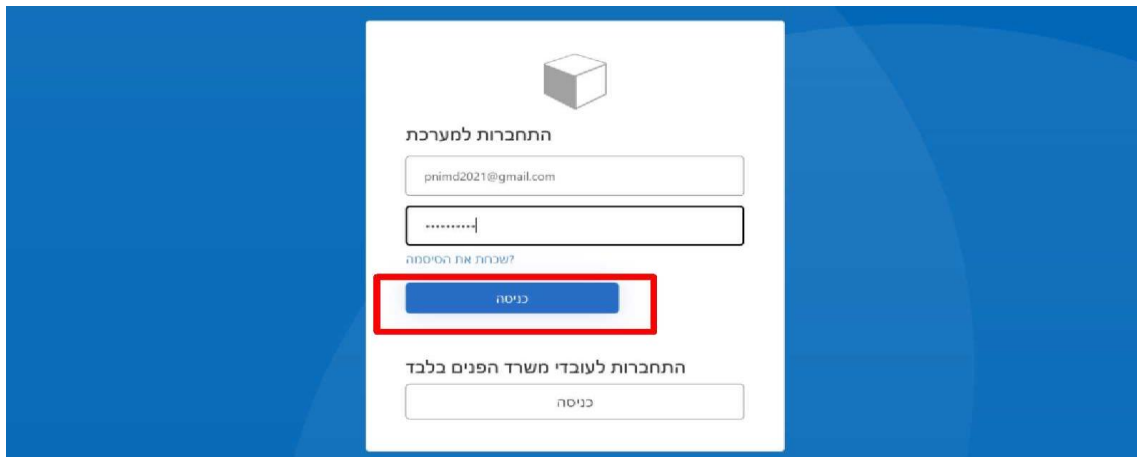 התחברות למערכת
pnimd2021@gmail.com
שכחת את הסיסמה?
כניסה
התחברות לעובדי משרד הפנים בלבד
כניסה